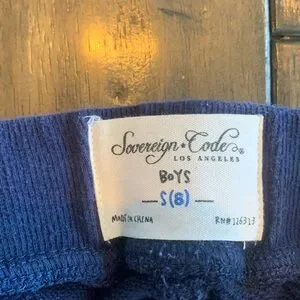 Sovereign★Code®
LOS ANGELES
BOYS
S(8)
MADE IN CHINA RN# 126313